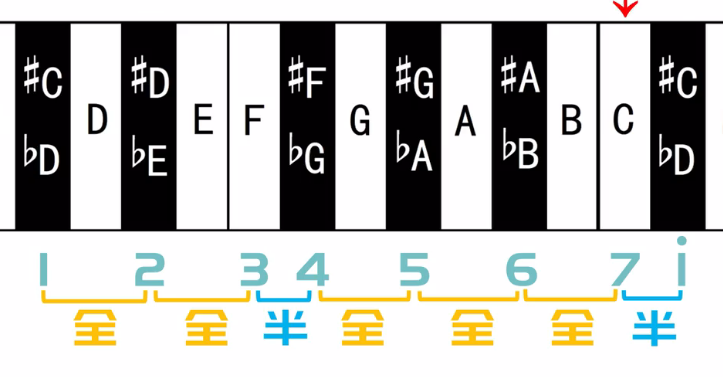 ♯C ♯D ♯F ♯G ♯A ♯C
D E F G A B C
♭D ♭E ♭G ♭A ♭B ♭D
1 2 3 4 5 6 7 i
全 全 半 全 全 全 半